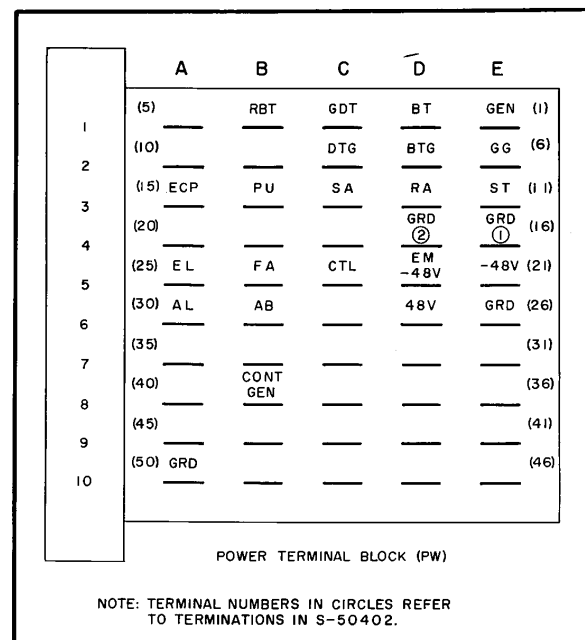 A B C D E
(5) RBT GDT BT GEN (1)
1
(10) DTG BTG GG (6)
2
(15) ECP PU SA RA ST (11)
3
(20) GRD ② GRD ① (16)
4
(25) EL FA CTL EM -48V -48V (21)
5
(30) AL AB 48V GRD (26)
6
(35) (31)
7
(40) CONT GEN (36)
8
(45) (41)
9
(50) GRD (46)
10
POWER TERMINAL BLOCK (PW)
NOTE: TERMINAL NUMBERS IN CIRCLES REFER
TO TERMINATIONS IN S-50402.